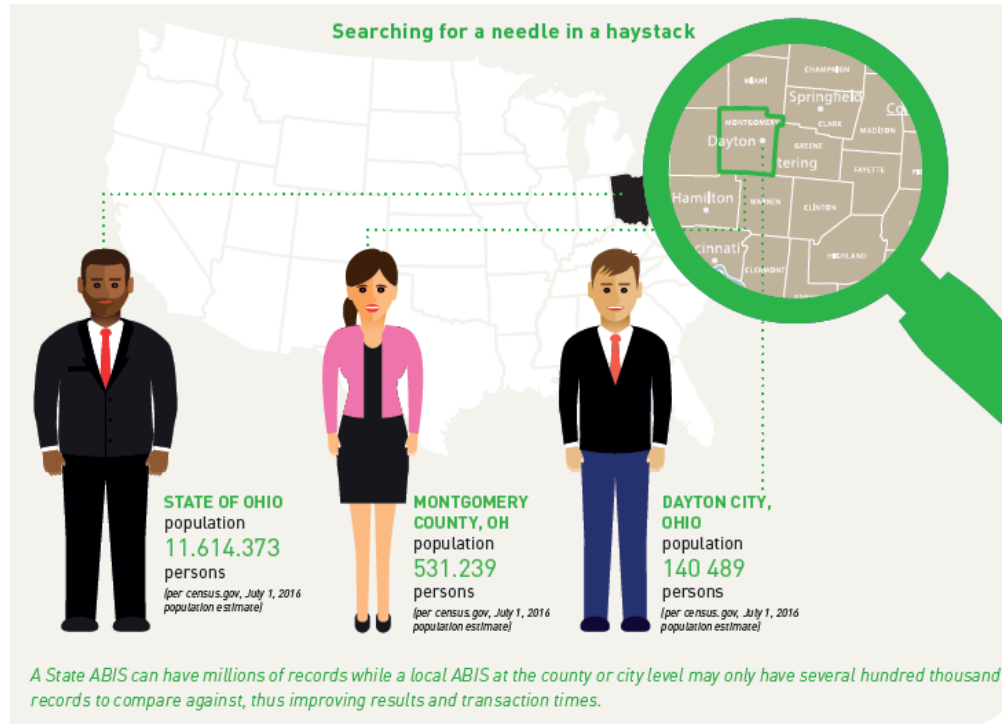 Searching for a needle in a haystack
MIAMI
CHAMPAIGN
Springfield
Co
MONTGOMERY
CLARK
MADISON
Dayton
GREENE
tering
FAYETTE
Hamilton
WARREN
CLINTON
cinnati
HIGHLAND
CLERMONT
STATE OF OHIO
population
11.614.373
persons
(per census.gov, July 1, 2016
population estimate)
MONTGOMERY
COUNTY, OH
population
531.239
persons
(per census.gov, July 1, 2016
population estimate)
DAYTON CITY,
OHIO
population
140 489
persons
(per census.gov, July 1, 2016
population estimate)
A State ABIS can have millions of records while a local ABIS at the county or city level may only have several hundred thousand
records to compare against, thus improving results and transaction times.